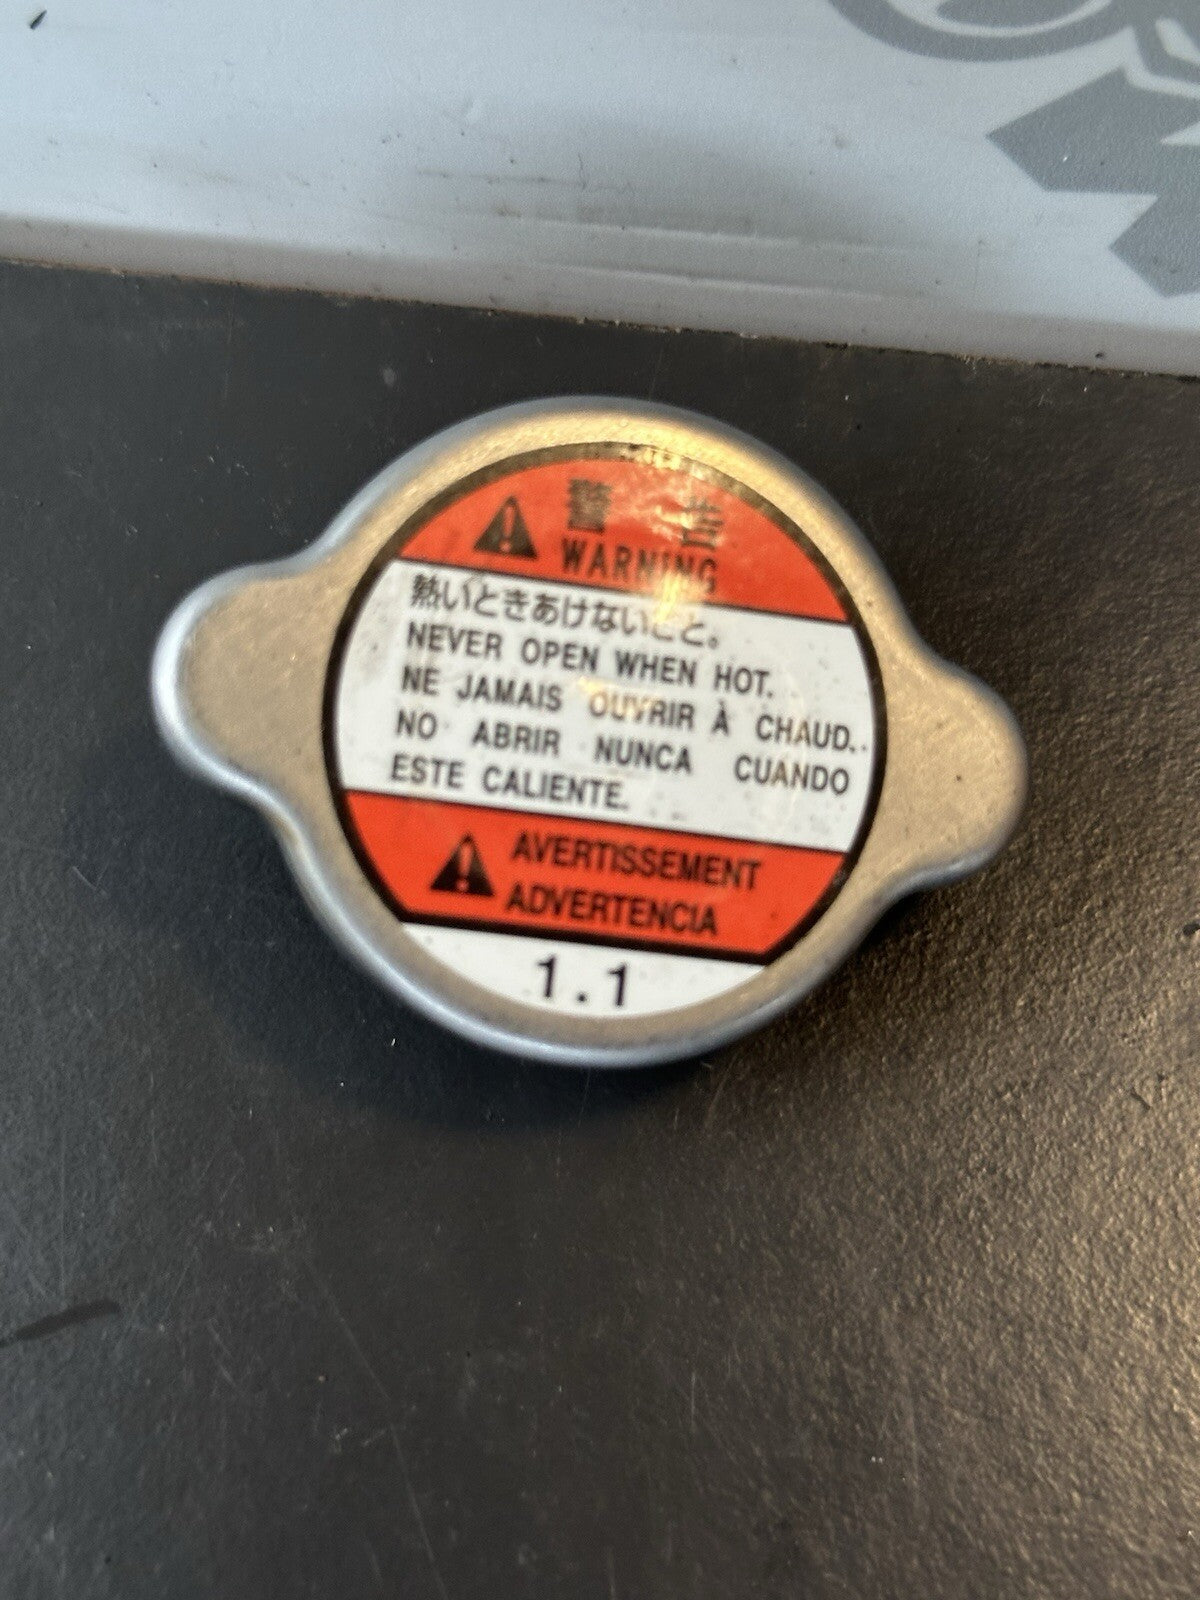 警告
WARNING
熱いときあけないこと。
NEVER OPEN WHEN HOT.
NE JAMAIS OUVRIR À CHAUD.
NO ABRIR NUNCA CUANDO
ESTE CALIENTE.
AVERTISSEMENT
ADVERTENCIA
1.1